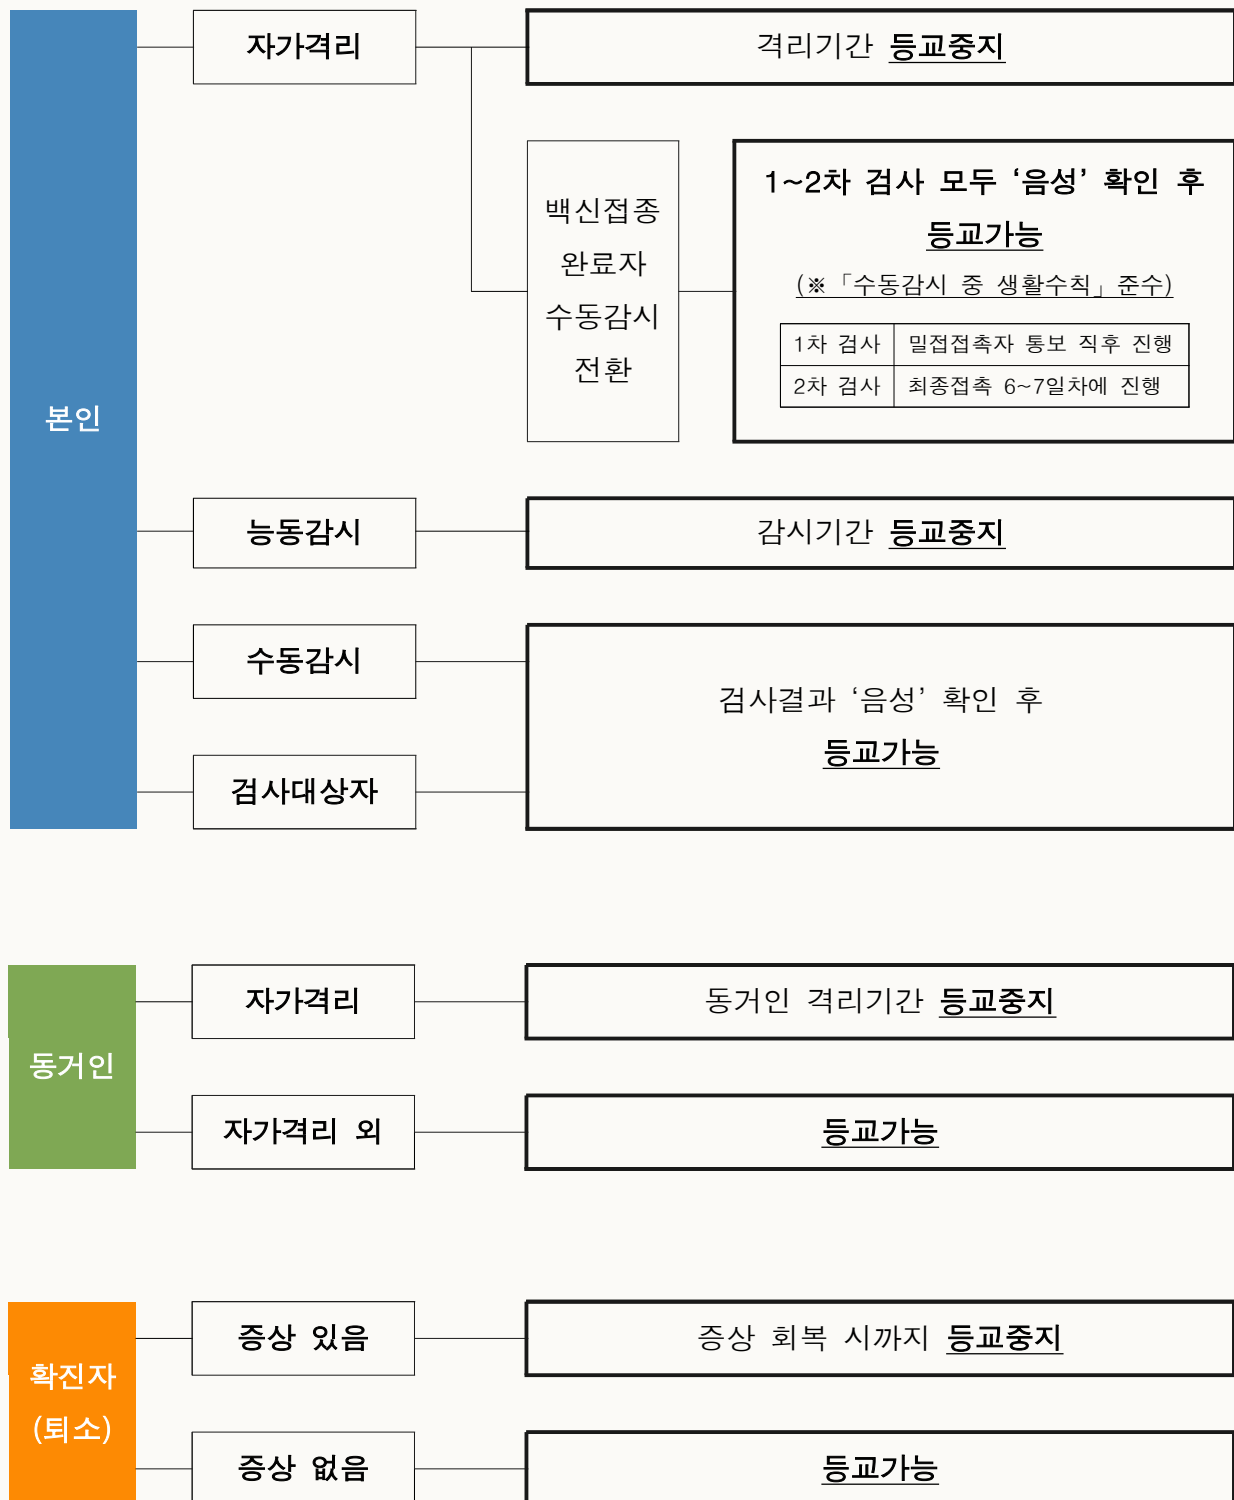 본인
자가격리
격리기간 등교중지
백신접종
완료자
수동감시
전환
1~2차 검사 모두 ‘음성’ 확인 후
등교가능
(※「수동감시 중 생활수칙」준수)
1차 검사 밀접접촉자 통보 직후 진행
2차 검사 최종접촉 6~7일차에 진행
능동감시
감시기간 등교중지
수동감시
검사대상자
검사결과 ‘음성’ 확인 후
등교가능
동거인
자가격리
동거인 격리기간 등교중지
자가격리 외
등교가능
확진자
(퇴소)
증상 있음
증상 회복 시까지 등교중지
증상 없음
등교가능